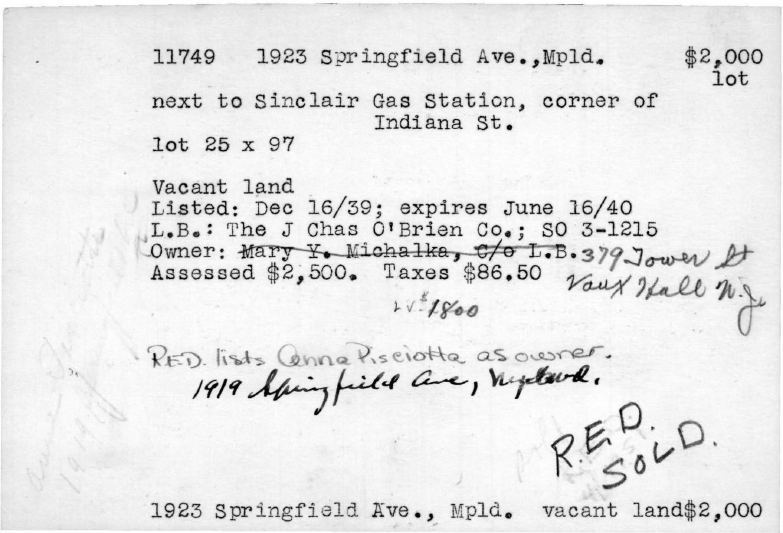 11749 1923 Springfield Ave.,Mpld. $2,000
lot
next to Sinclair Gas Station, corner of
Indiana St.
lot 25 x 97
Vacant land
Listed: Dec 16/39; expires June 16/40
L.B.: The J Chas O'Brien Co.; SO 3-1215
Owner: Mary Y. Michalka, C/o L.B. 379 Tower St
Assessed $2,500. Taxes $86.50 Vaux Hall N.J.
LV $1800
R.E.D. lists Anna Pisciotta as owner.
1919 Springfield Ave,
R.E.D.
SOLD.
1923 Springfield Ave., Mpld. vacant land$2,000